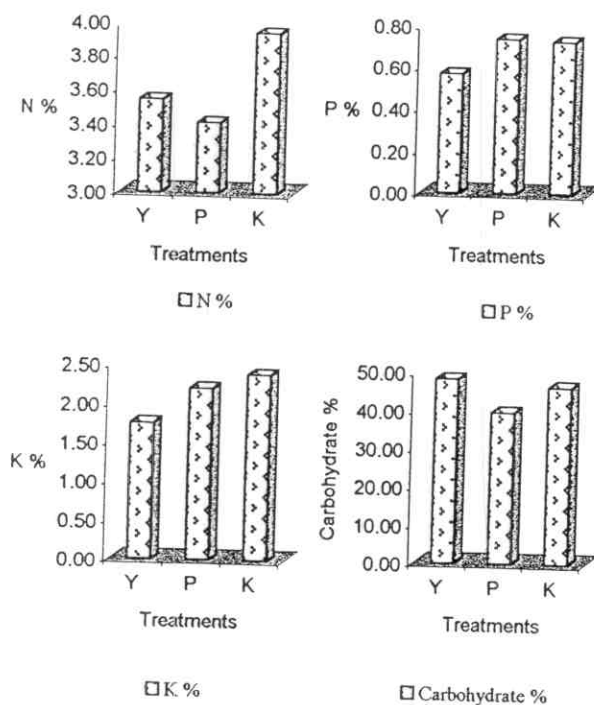 4.00
3.80
3.60
N %
3.40
3.20
3.00
Y P K
Treatments
N %
0.80
0.60
P %
0.40
0.20
0.00
Y P K
Treatments
P %
2.50
2.00
1.50
K %
1.00
0.50
0.00
Y P K
Treatments
K %
50.00
40.00
30.00
20.00
10.00
0.00
Carbohydrate %
Y P K
Treatments
Carbohydrate %